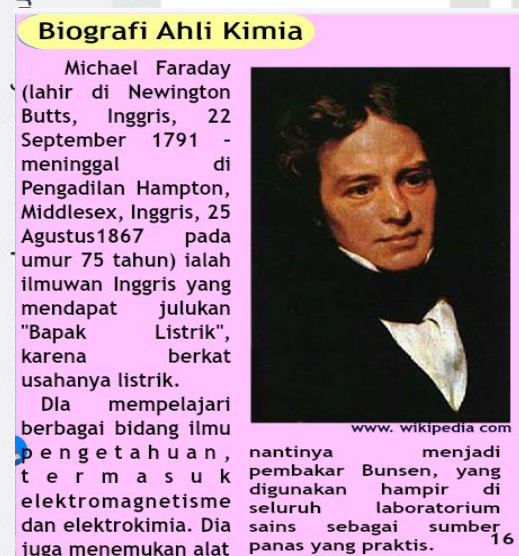 Biografi Ahli Kimia
Michael Faraday
(lahir di Newington
Butts, Inggris, 22
September 1791 -
meninggal di
Pengadilan Hampton,
Middlesex, Inggris, 25
Agustus1867 pada
umur 75 tahun) ialah
ilmuwan Inggris yang
mendapat julukan
"Bapak Listrik",
karena berkat
usahanya listrik.
DIa mempelajari
berbagai bidang ilmu
pengetahuan,
termasuk
elektromagnetisme
dan elektrokimia. Dia
juga menemukan alat
www. wikipedia com
nantinya menjadi
pembakar Bunsen, yang
digunakan hampir di
seluruh laboratorium
sains sebagai sumber
panas yang praktis.
16